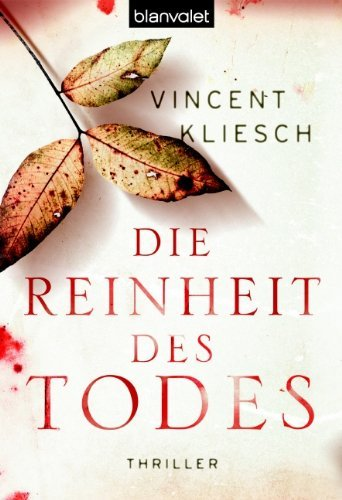 blanvalet
VINCENT
KLIESCH
DIE
REINHEIT
DES
TODES
THRILLER